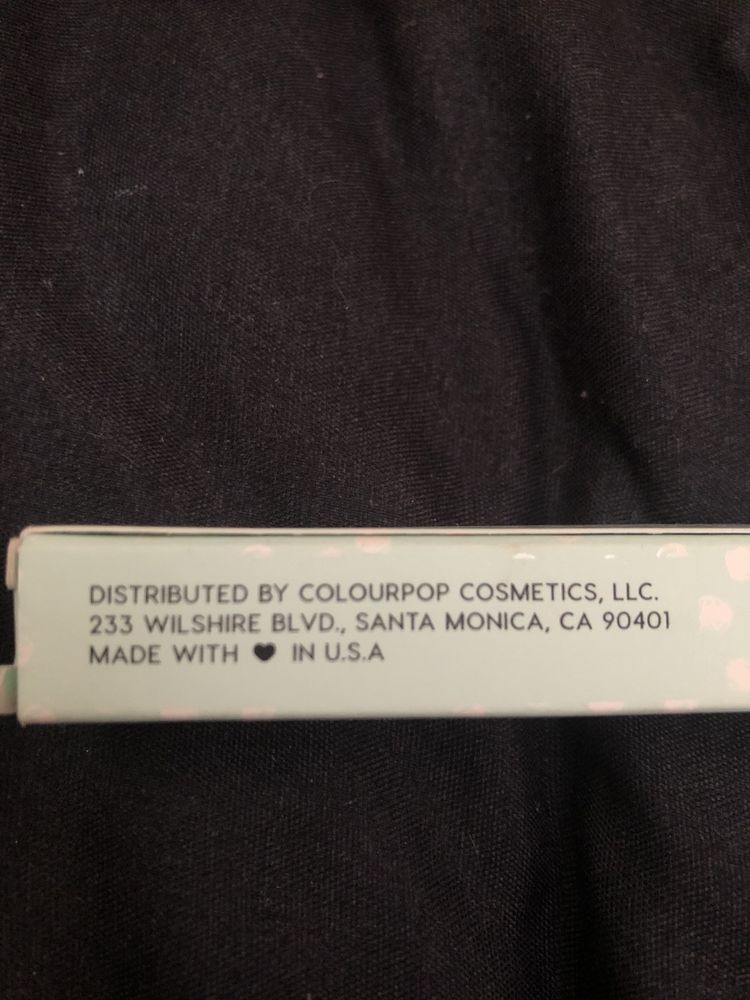 DISTRIBUTED BY COLOURPOP COSMETICS, LLC.
233 WILSHIRE BLVD., SANTA MONICA, CA 90401
MADE WITH ♥ IN U.S.A